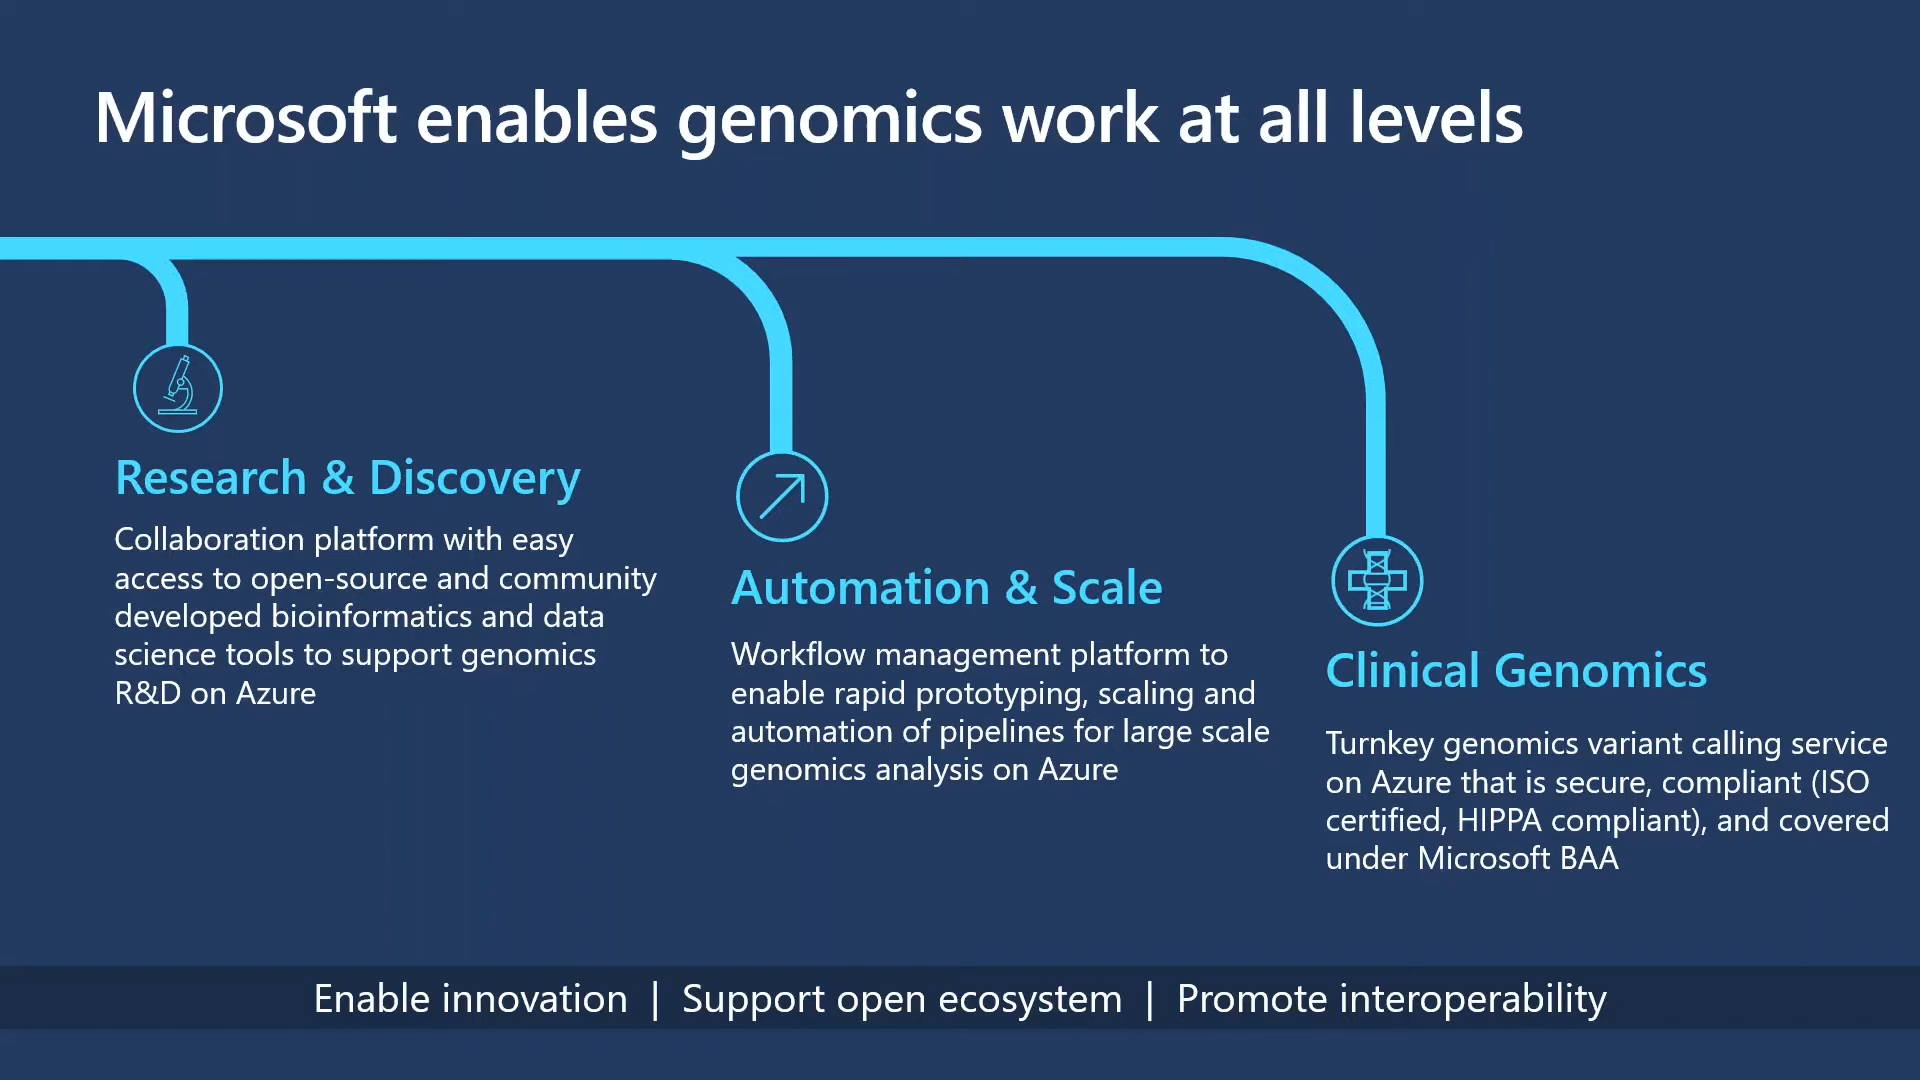 Microsoft enables genomics work at all levels
Research & Discovery
Collaboration platform with easy
access to open-source and community
developed bioinformatics and data
science tools to support genomics
R&D on Azure
Automation & Scale
Workflow management platform to
enable rapid prototyping, scaling and
automation of pipelines for large scale
genomics analysis on Azure
Clinical Genomics
Turnkey genomics variant calling service
on Azure that is secure, compliant (ISO
certified, HIPPA compliant), and covered
under Microsoft BAA
Enable innovation | Support open ecosystem | Promote interoperability